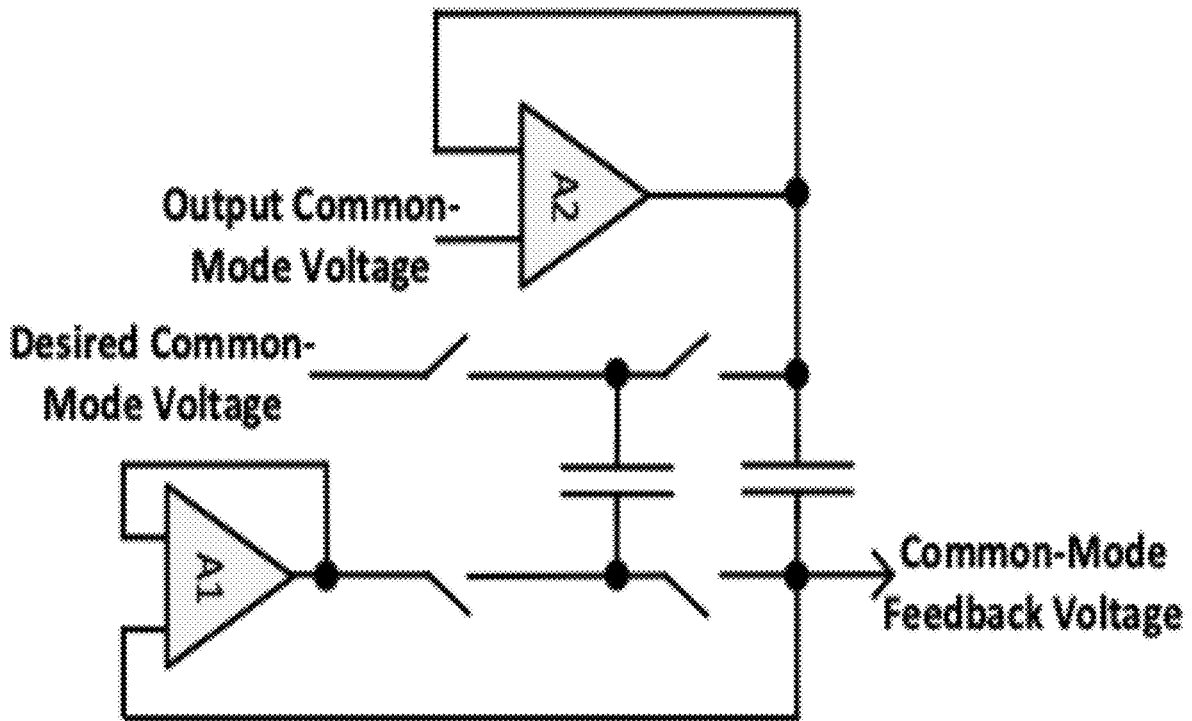 A2
Output Common-
Mode Voltage
Desired Common-
Mode Voltage
A1
Common-Mode
Feedback Voltage